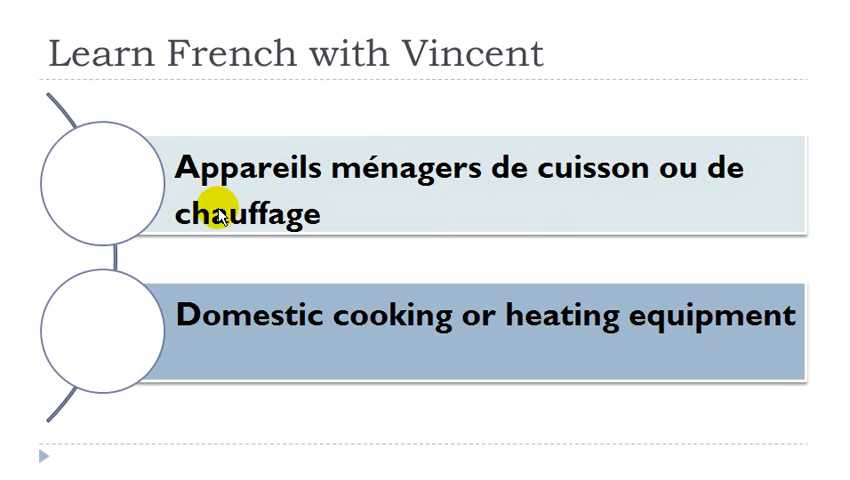 Learn French with Vincent
Appareils ménagers de cuisson ou de
chauffage
Domestic cooking or heating equipment